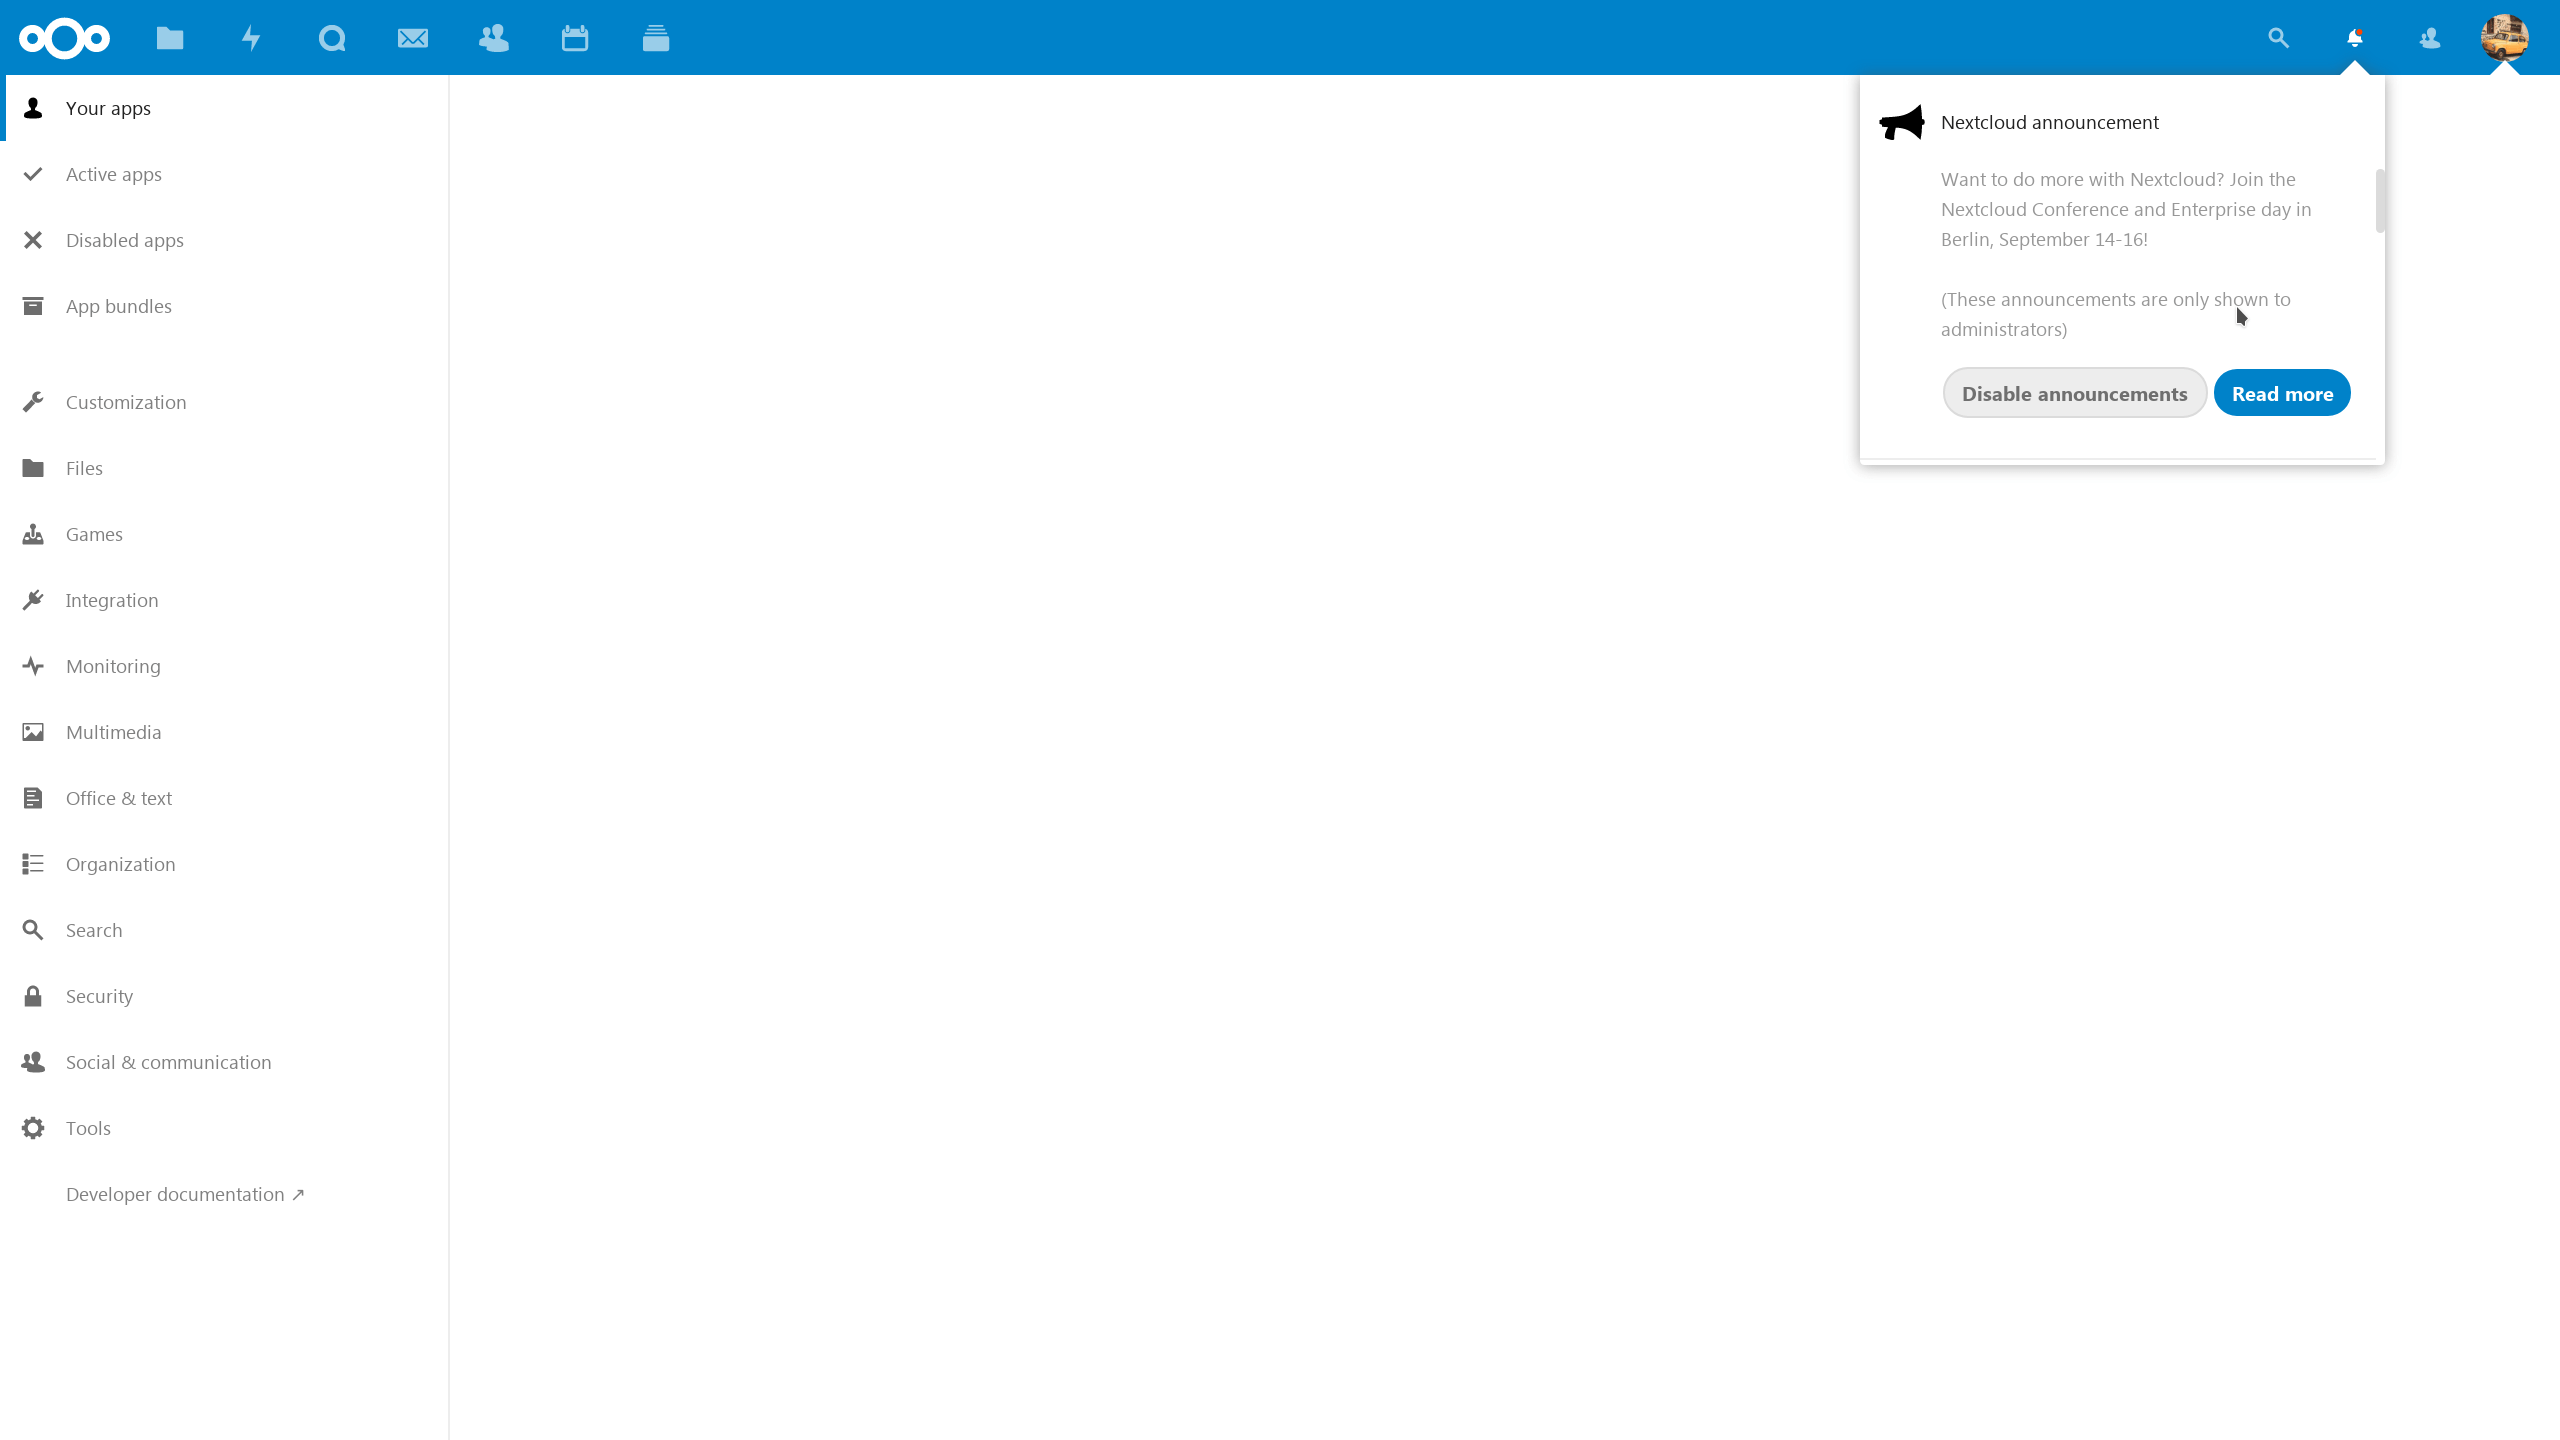 Your apps
Active apps
Disabled apps
App bundles
Customization
Files
Games
Integration
Monitoring
Multimedia
Office & text
Organization
Search
Security
Social & communication
Tools
Developer documentation ↗
Nextcloud announcement
Want to do more with Nextcloud? Join the
Nextcloud Conference and Enterprise day in
Berlin, September 14-16!
(These announcements are only shown to
administrators)
Disable announcements
Read more